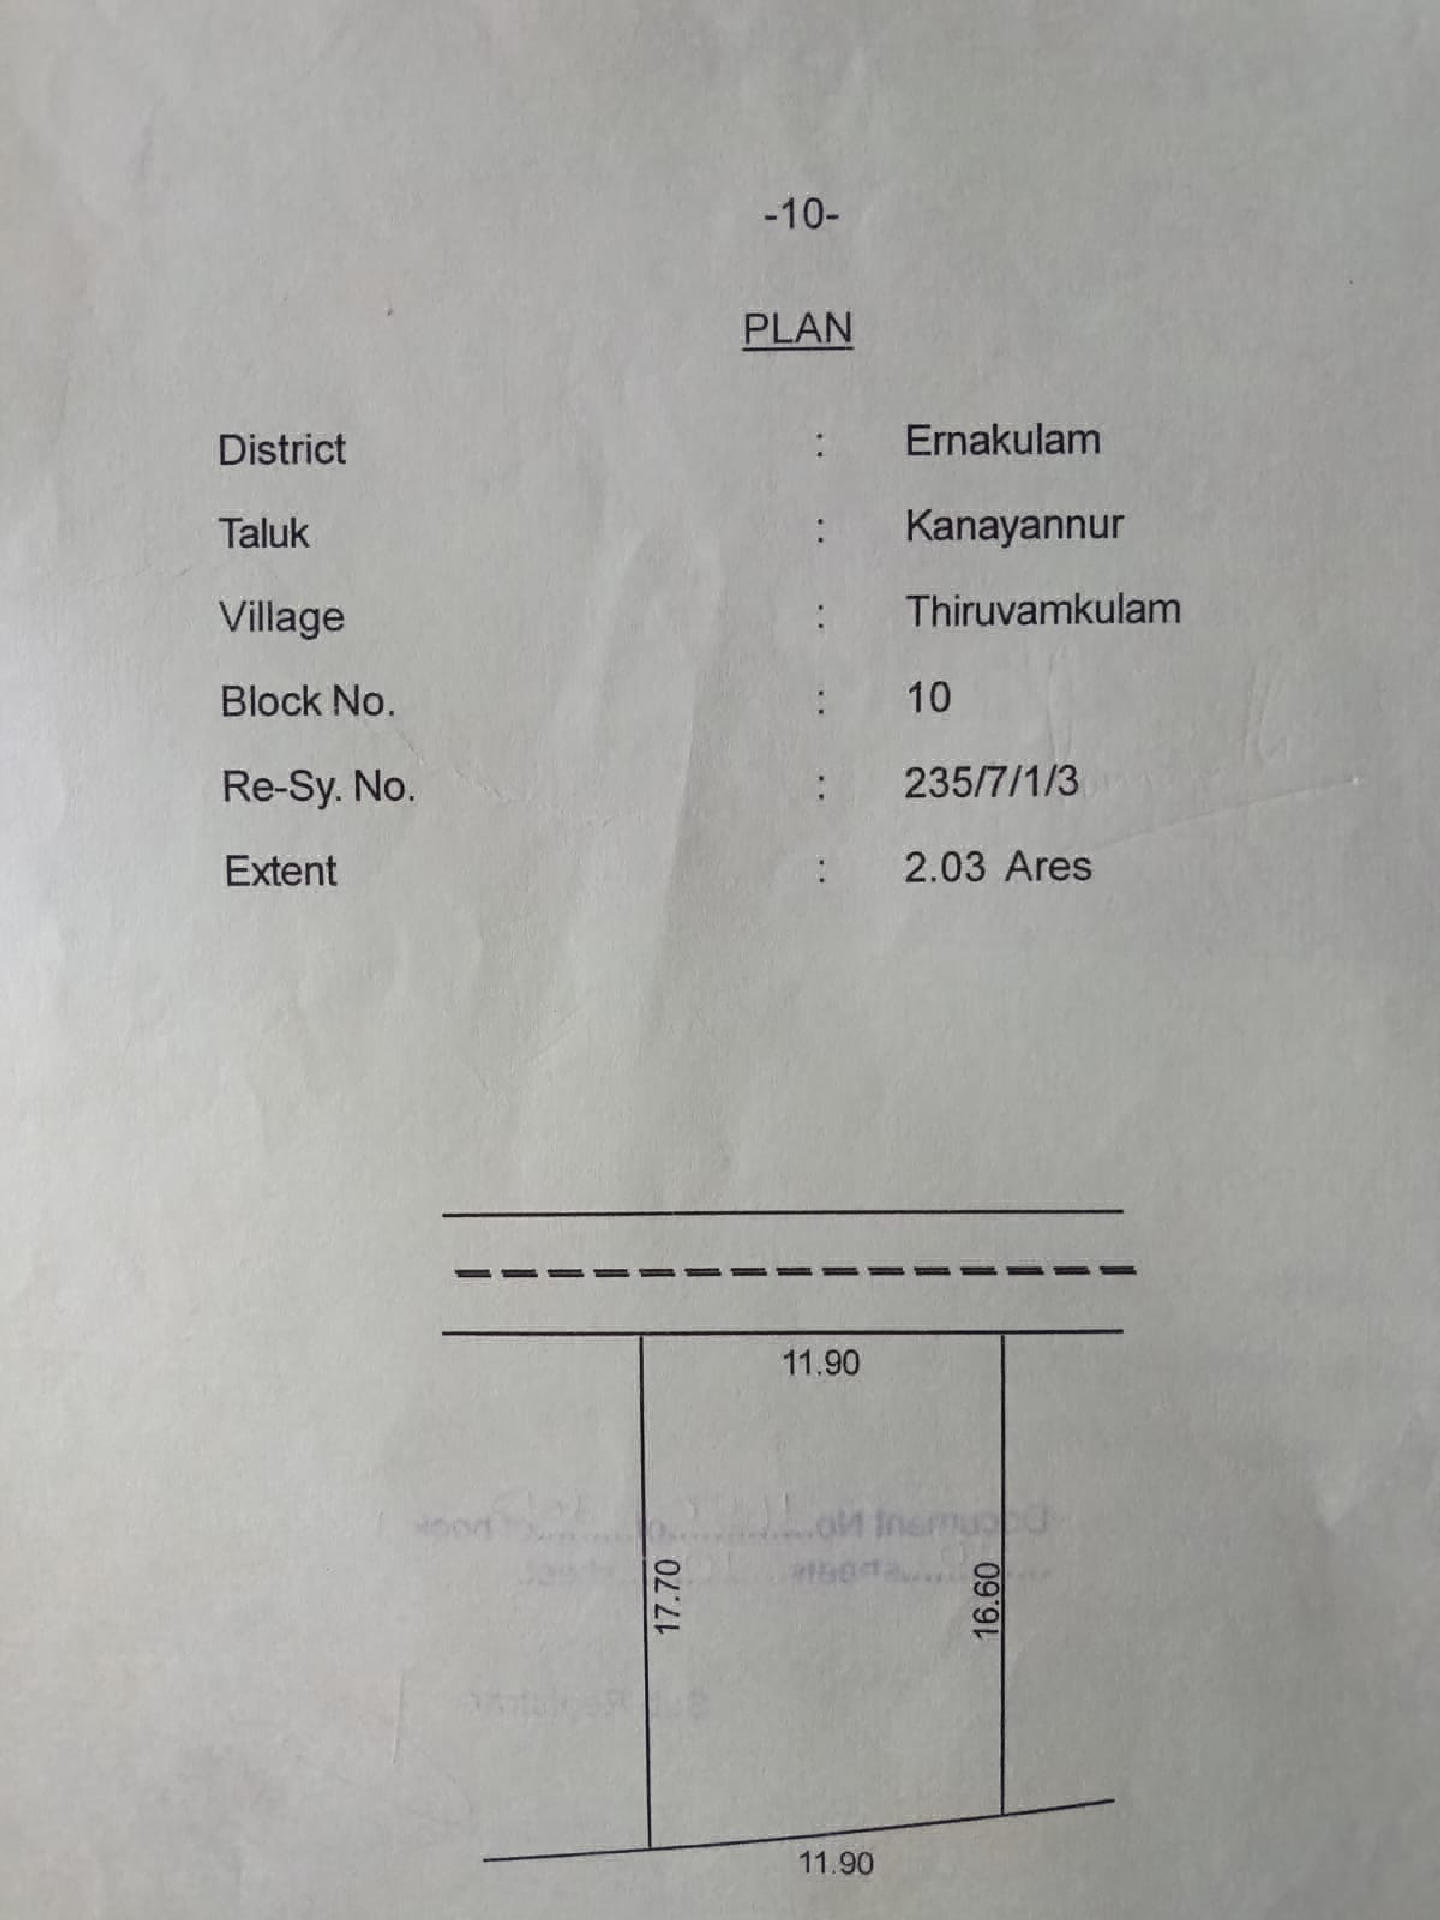 -10-
PLAN
District : Ernakulam
Taluk : Kanayannur
Village : Thiruvamkulam
Block No. : 10
Re-Sy. No. : 235/7/1/3
Extent : 2.03 Ares
11.90
17.70
16.60
11.90